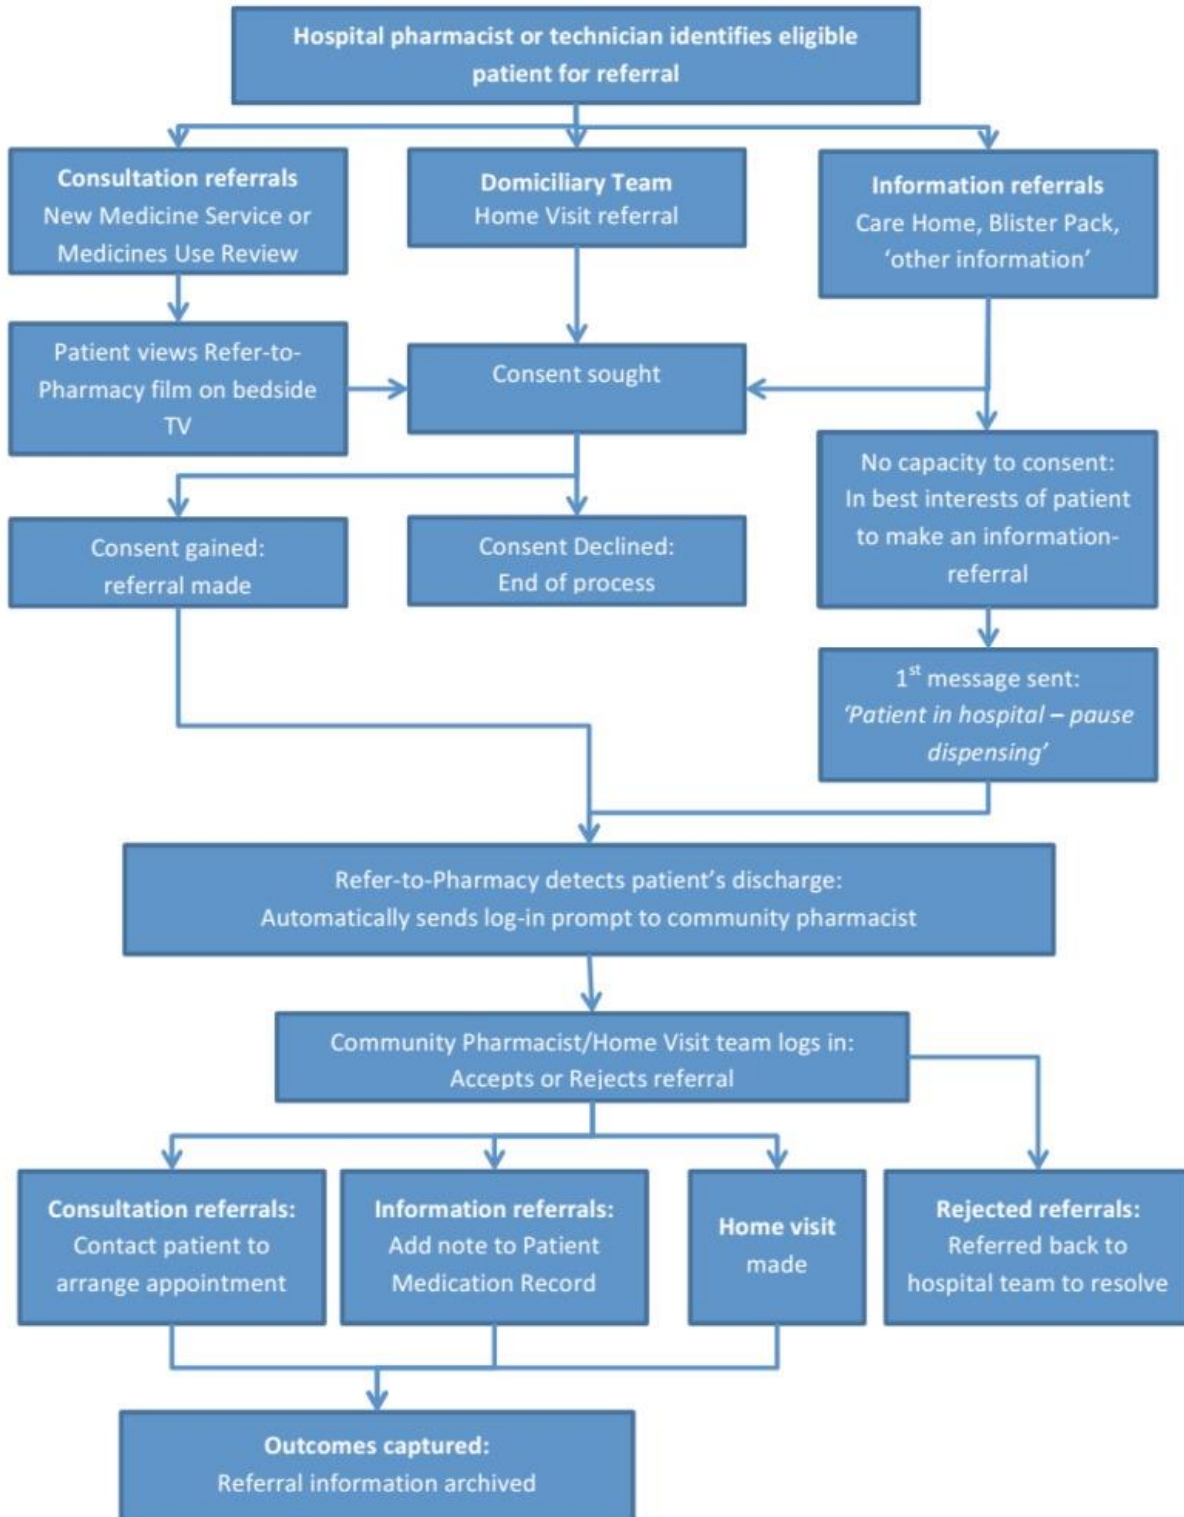 Hospital pharmacist or technician identifies eligible
patient for referral
Consultation referrals
New Medicine Service or
Medicines Use Review
Domiciliary Team
Home Visit referral
Information referrals
Care Home, Blister Pack,
‘other information’
Patient views Refer-to-
Pharmacy film on bedside
TV
Consent sought
No capacity to consent:
In best interests of patient
to make an information-
referral
Consent gained:
referral made
Consent Declined:
End of process
1st message sent:
‘Patient in hospital – pause
dispensing’
Refer-to-Pharmacy detects patient’s discharge:
Automatically sends log-in prompt to community pharmacist
Community Pharmacist/Home Visit team logs in:
Accepts or Rejects referral
Consultation referrals:
Contact patient to
arrange appointment
Information referrals:
Add note to Patient
Medication Record
Home visit
made
Rejected referrals:
Referred back to
hospital team to resolve
Outcomes captured:
Referral information archived